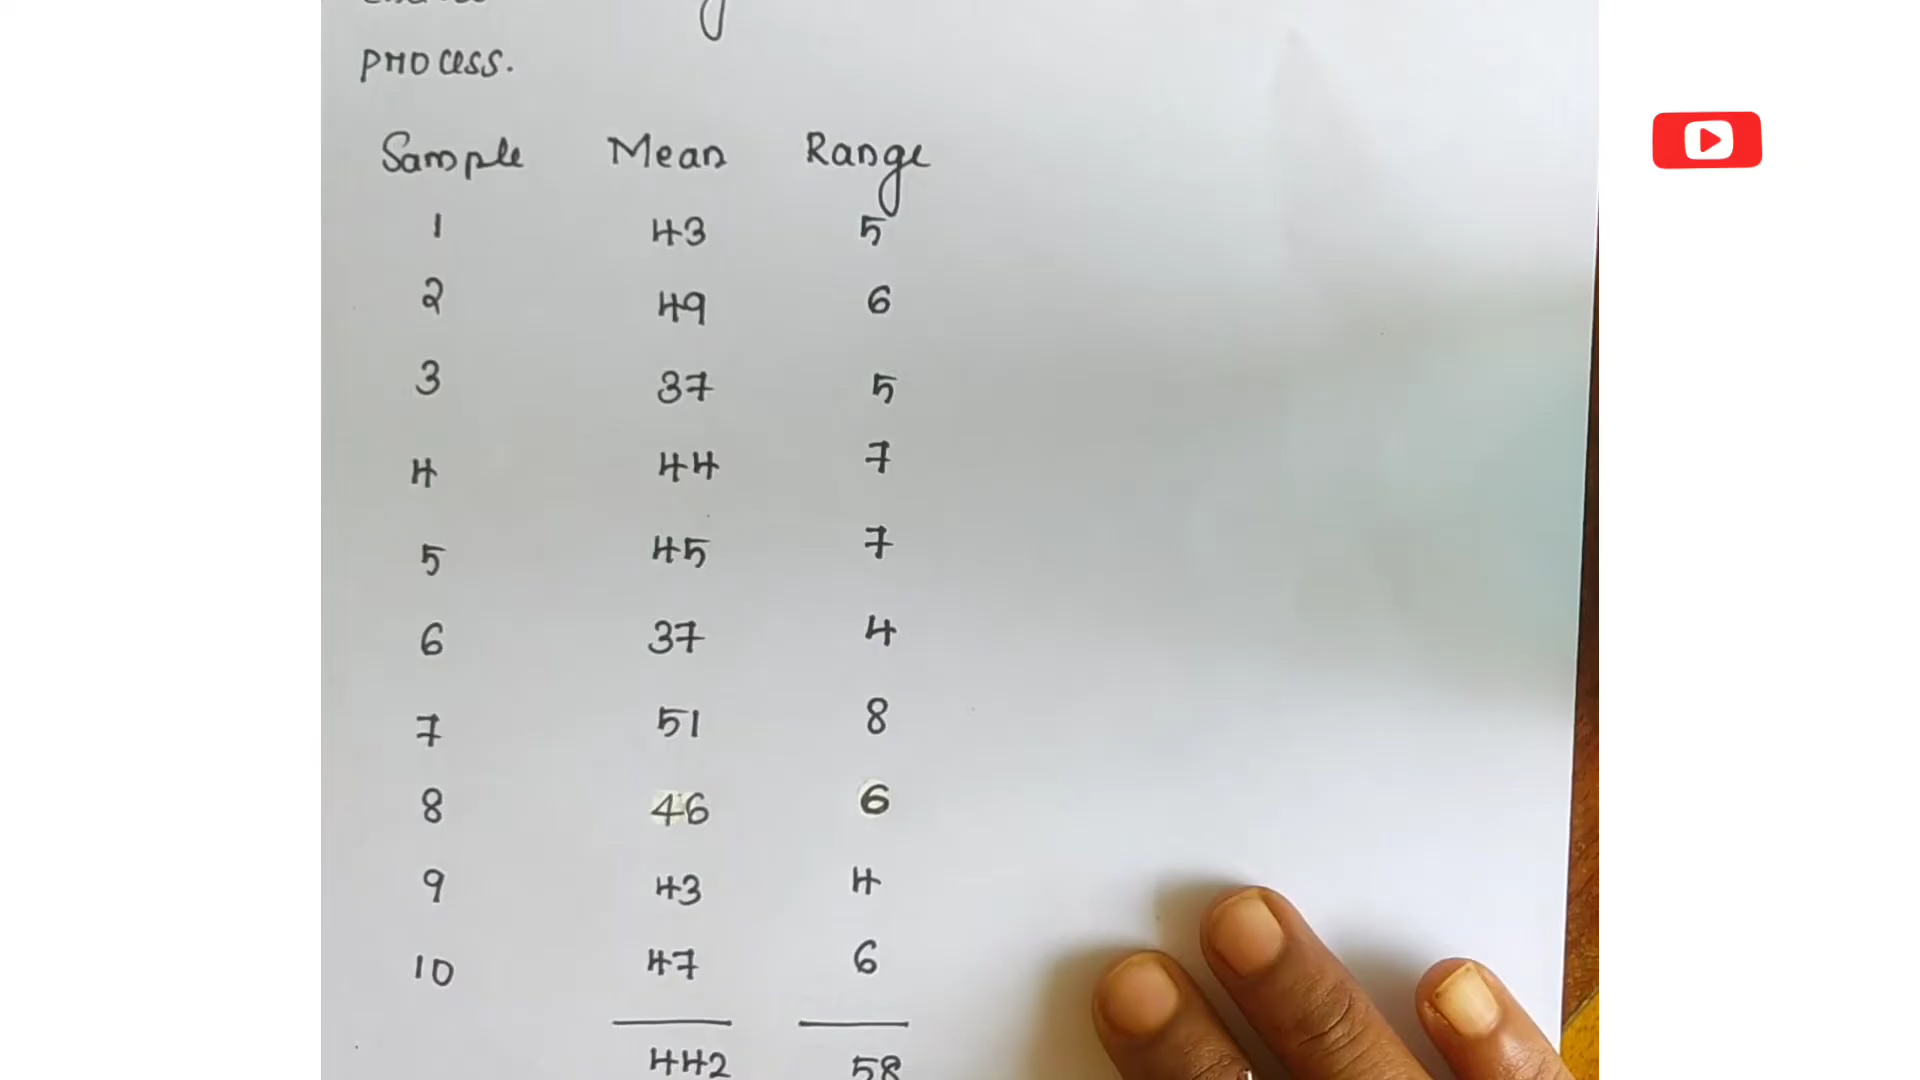 process.
Sample Mean Range
1 43 5
2 49 6
3 37 5
4 44 7
5 45 7
6 37 4
7 51 8
8 46 6
9 43 4
10 47 6
442 58